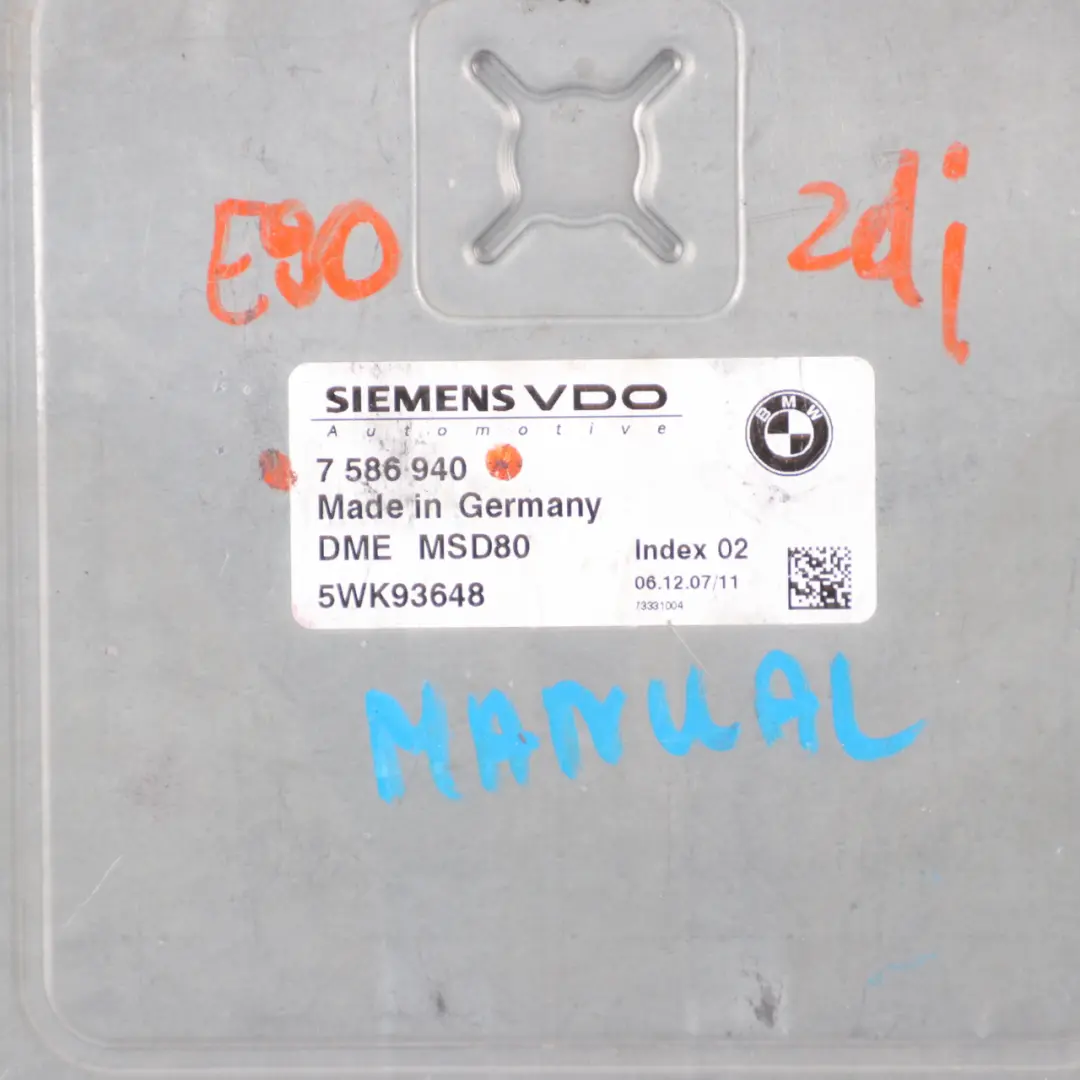 E90
2di
SIEMENS VDO
Automotive
BMW
7 586 940
Made in Germany
DME MSD80
Index 02
5WK93648
06.12.07/11
73331004
MANUAL